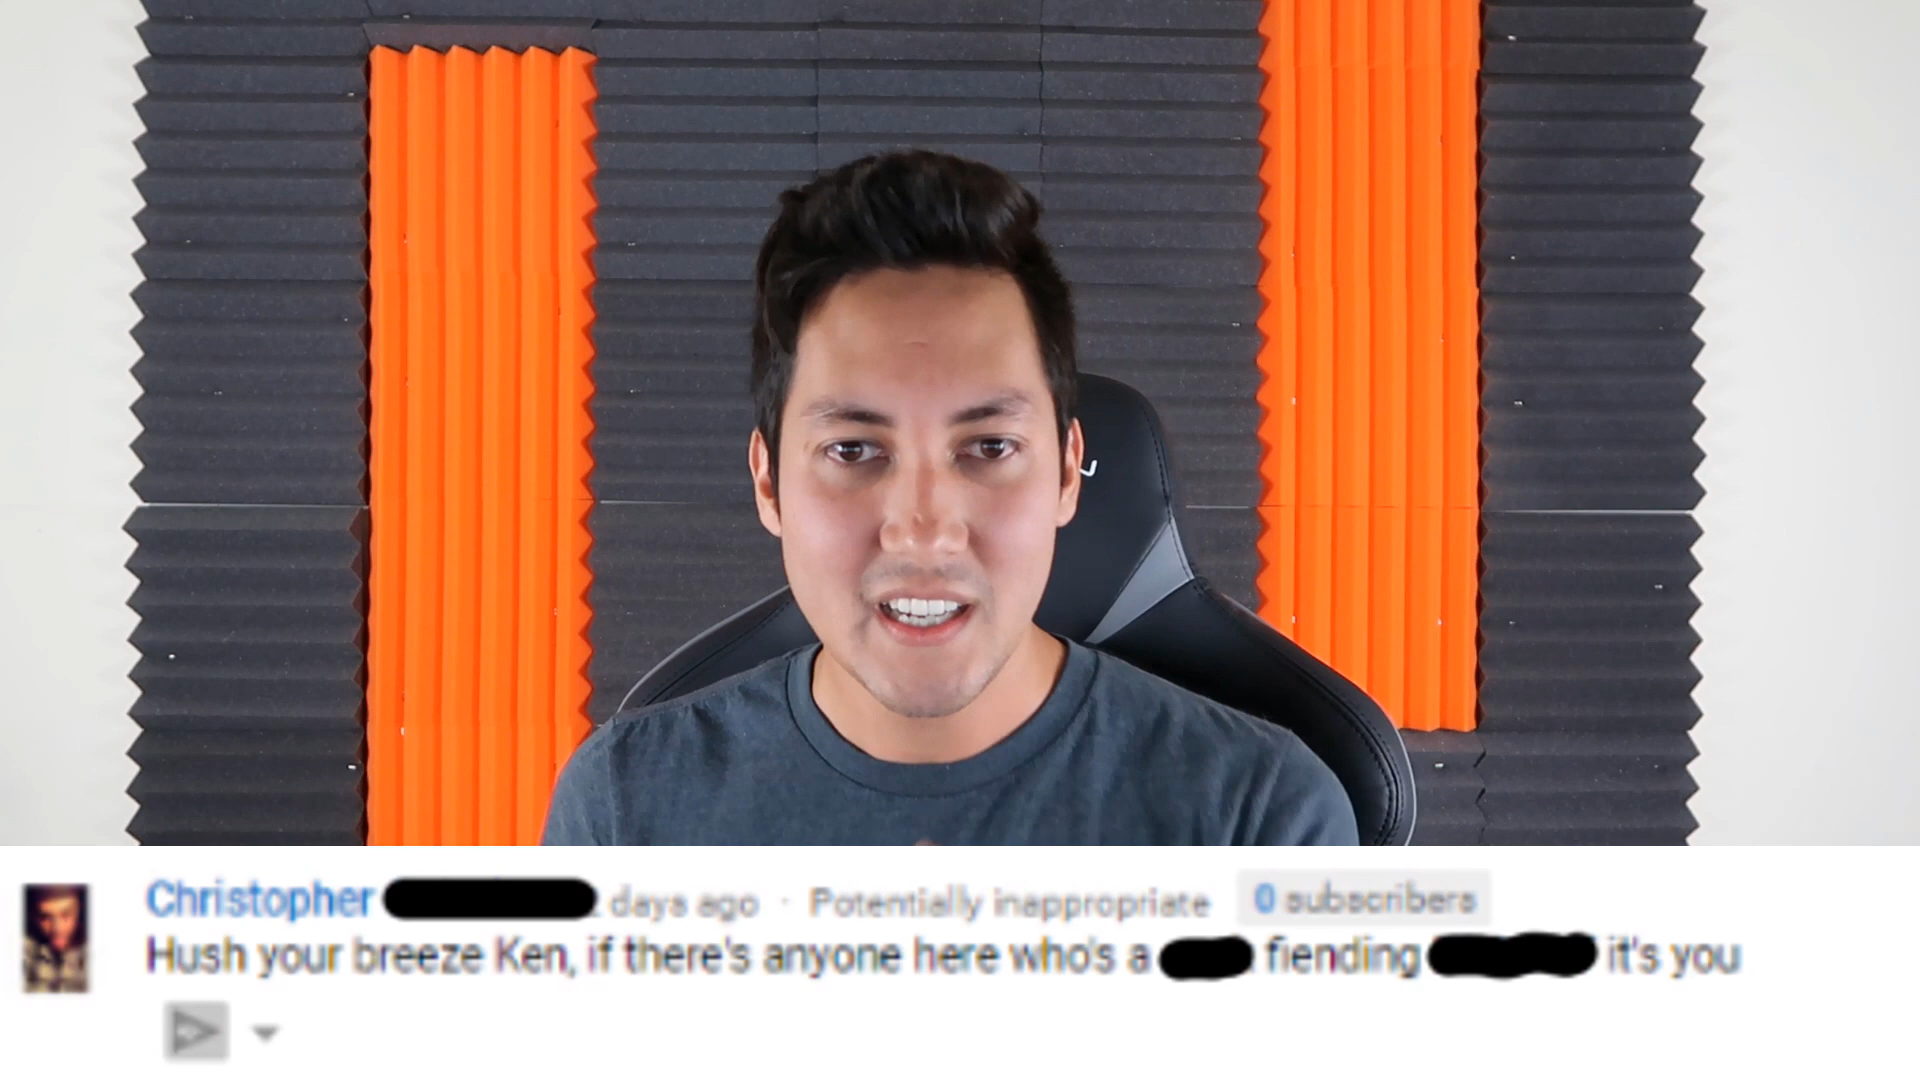 Christopher days ago · Potentially inappropriate 0 subscribers
Hush your breeze Ken, if there's anyone here who's a fiending it's you